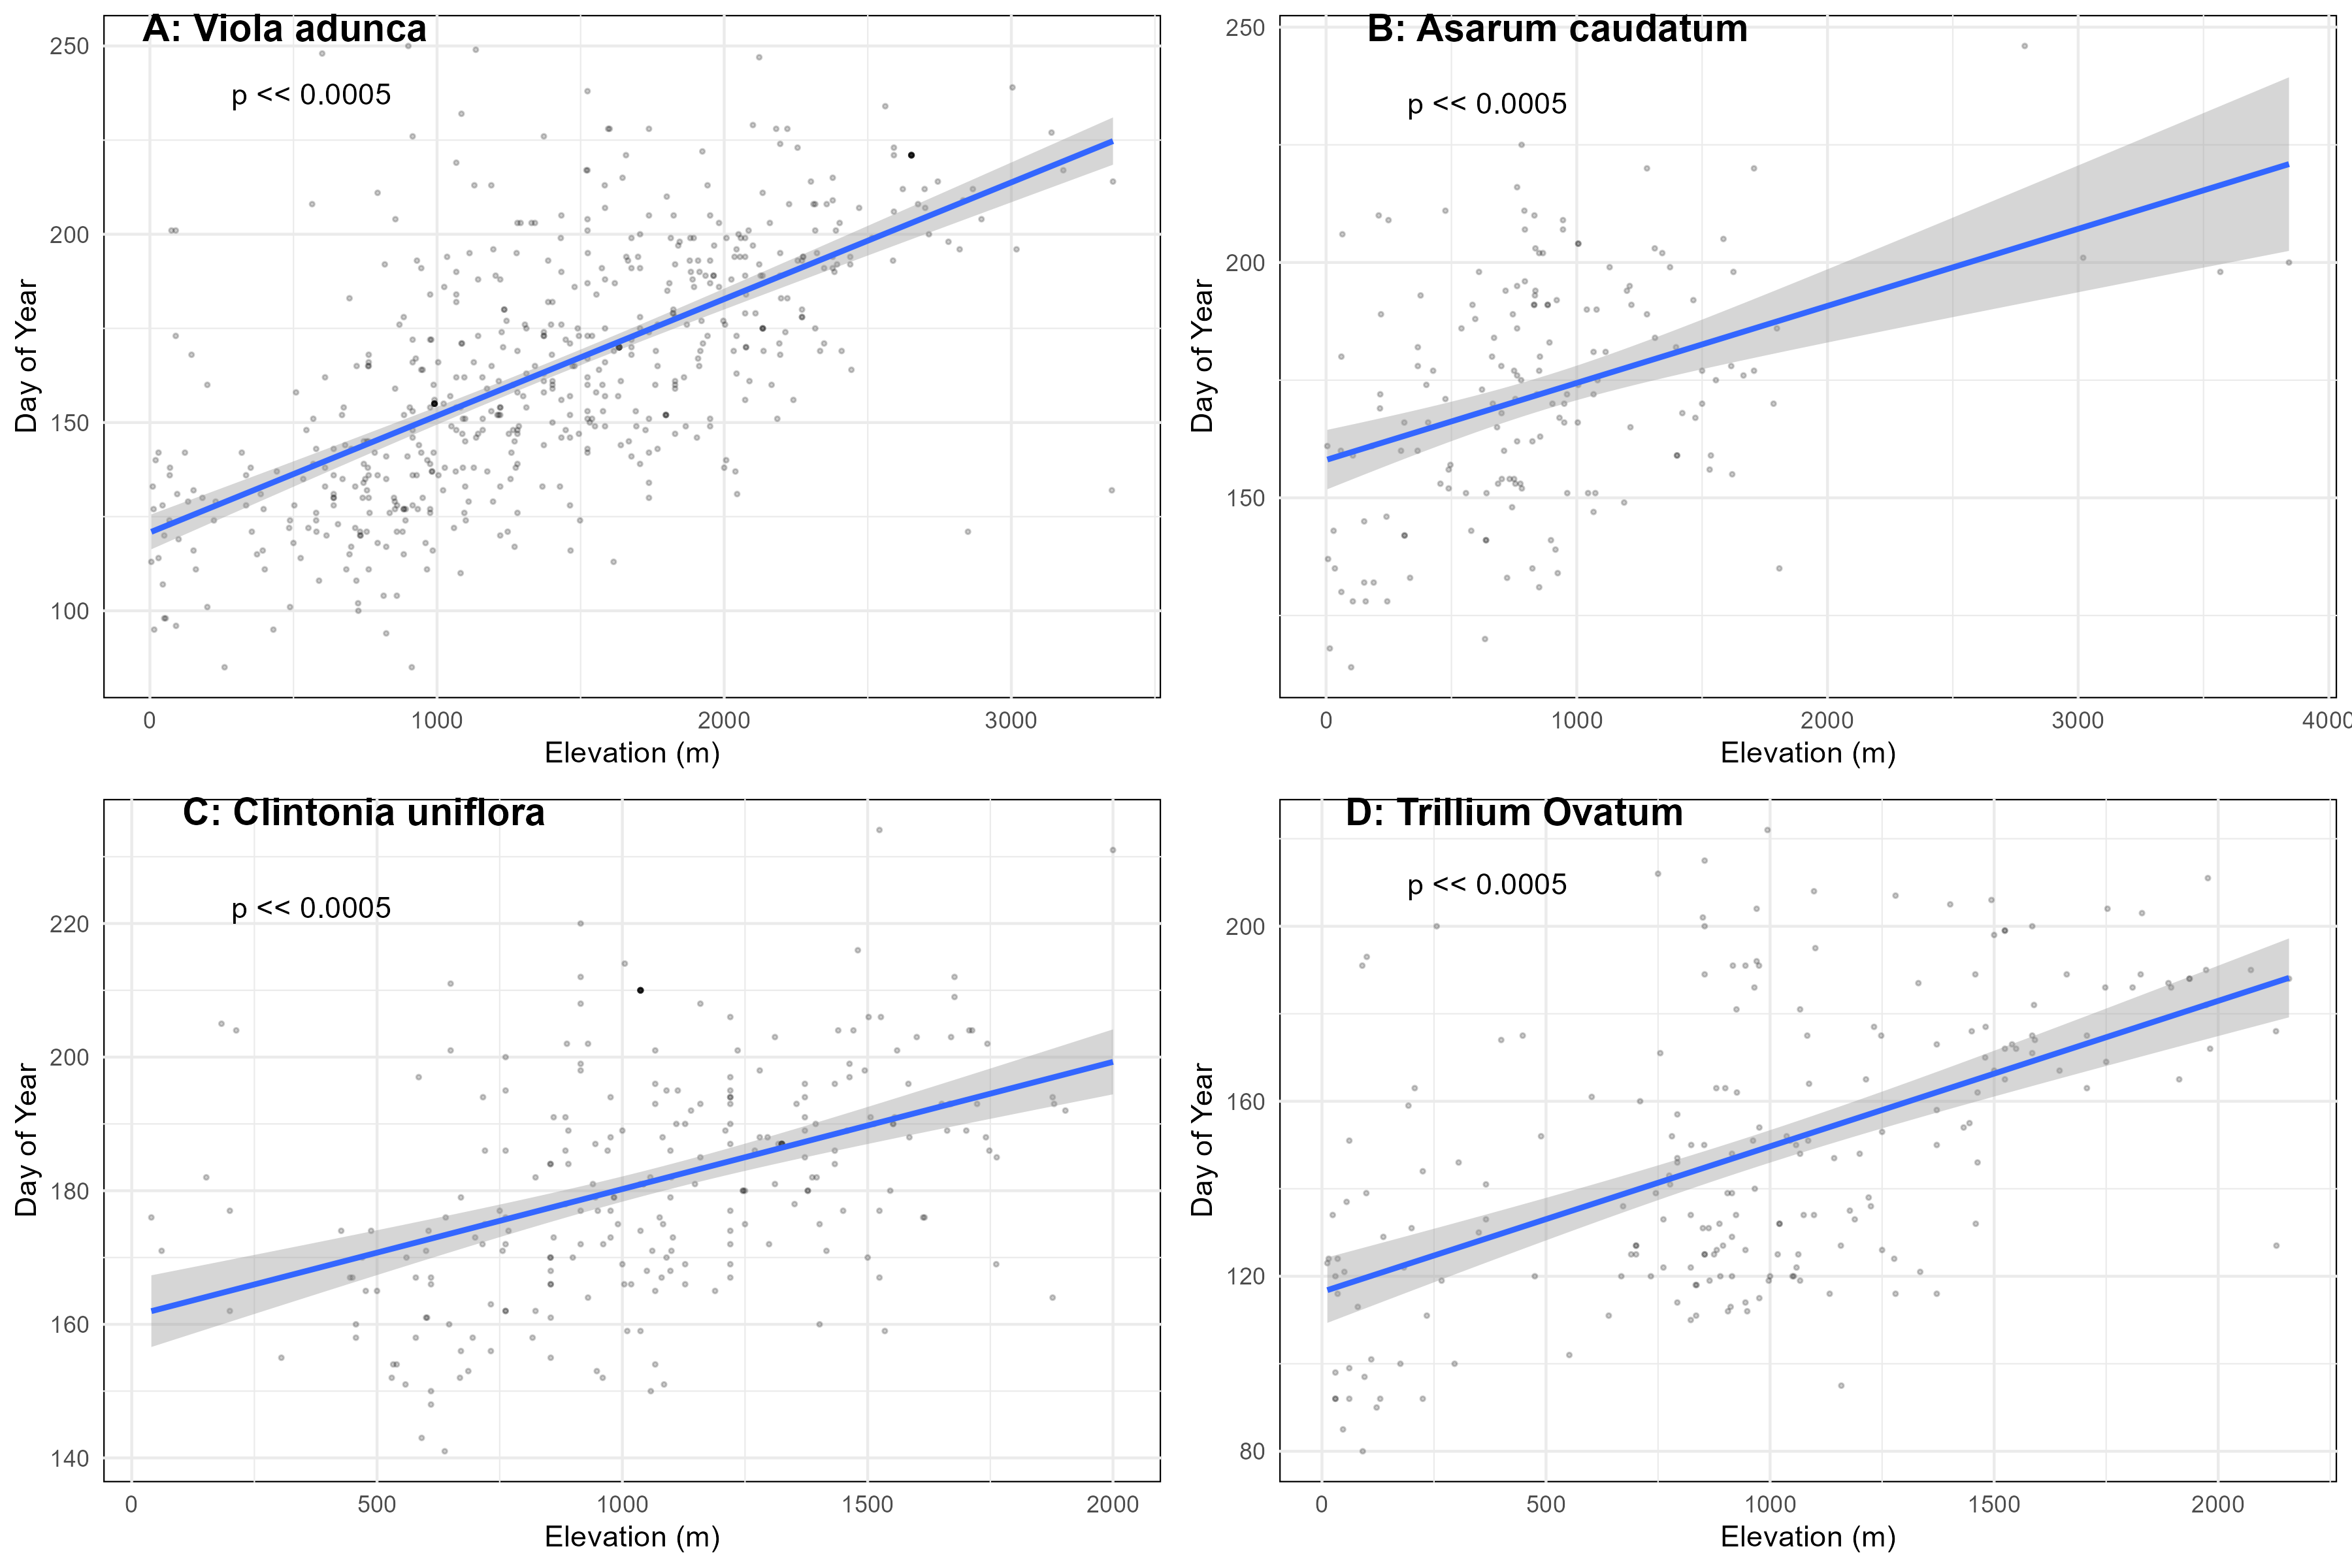 A: Viola adunca
p << 0.0005
250
200
150
100
Day of Year
0 1000 2000 3000
Elevation (m)
B: Asarum caudatum
p << 0.0005
250
200
150
Day of Year
0 1000 2000 3000 4000
Elevation (m)
C: Clintonia uniflora
p << 0.0005
220
200
180
160
140
Day of Year
0 500 1000 1500 2000
Elevation (m)
D: Trillium Ovatum
p << 0.0005
200
160
120
80
Day of Year
0 500 1000 1500 2000
Elevation (m)